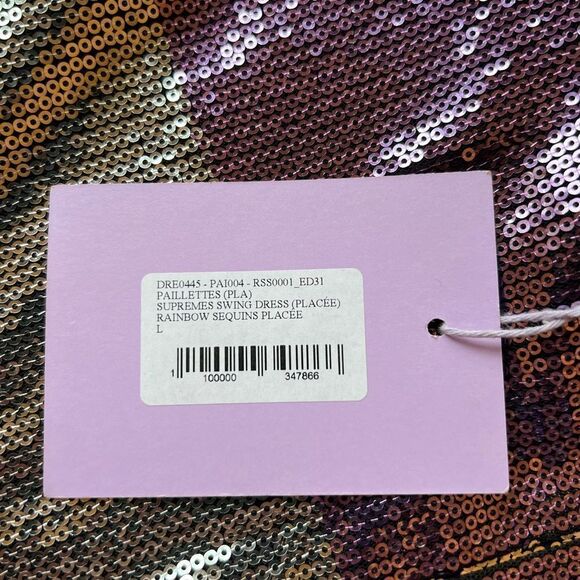 DRE0445 - PAI004 - RSS0001_ED31
PAILLETTES (PLA)
SUPREMES SWING DRESS (PLACÉE)
RAINBOW SEQUINS PLACÉE
L
1 100000 347866